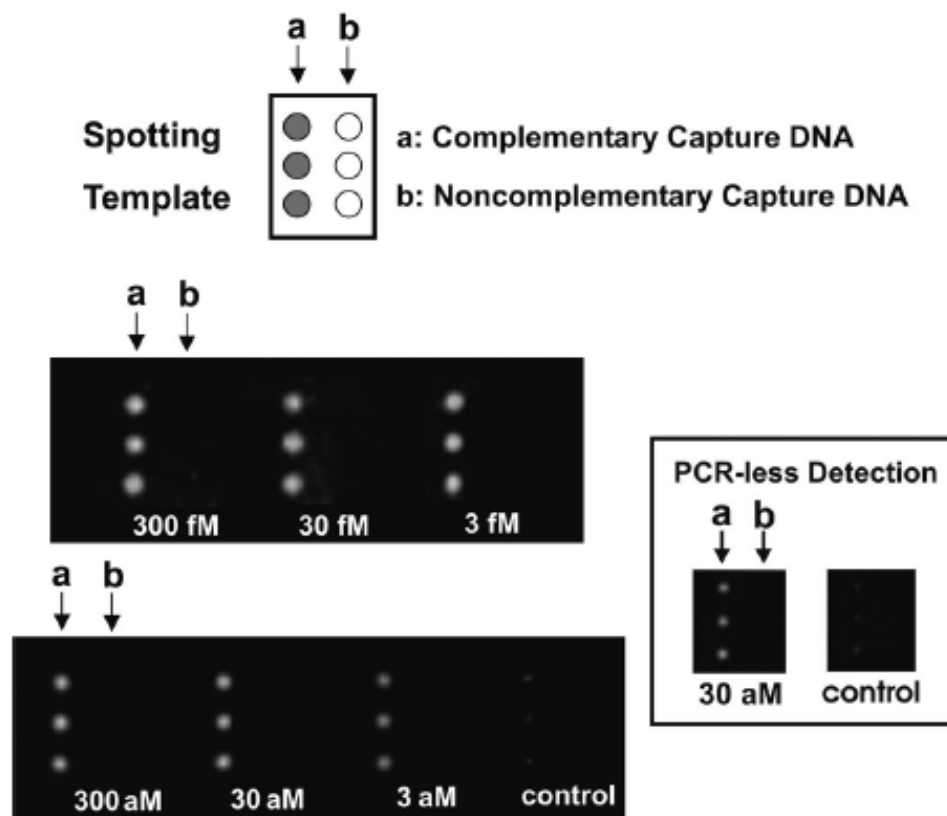 a b
Spotting
Template
a: Complementary Capture DNA
b: Noncomplementary Capture DNA
a b
300 fM 30 fM 3 fM
a b
300 aM 30 aM 3 aM control
PCR-less Detection
a b
30 aM control